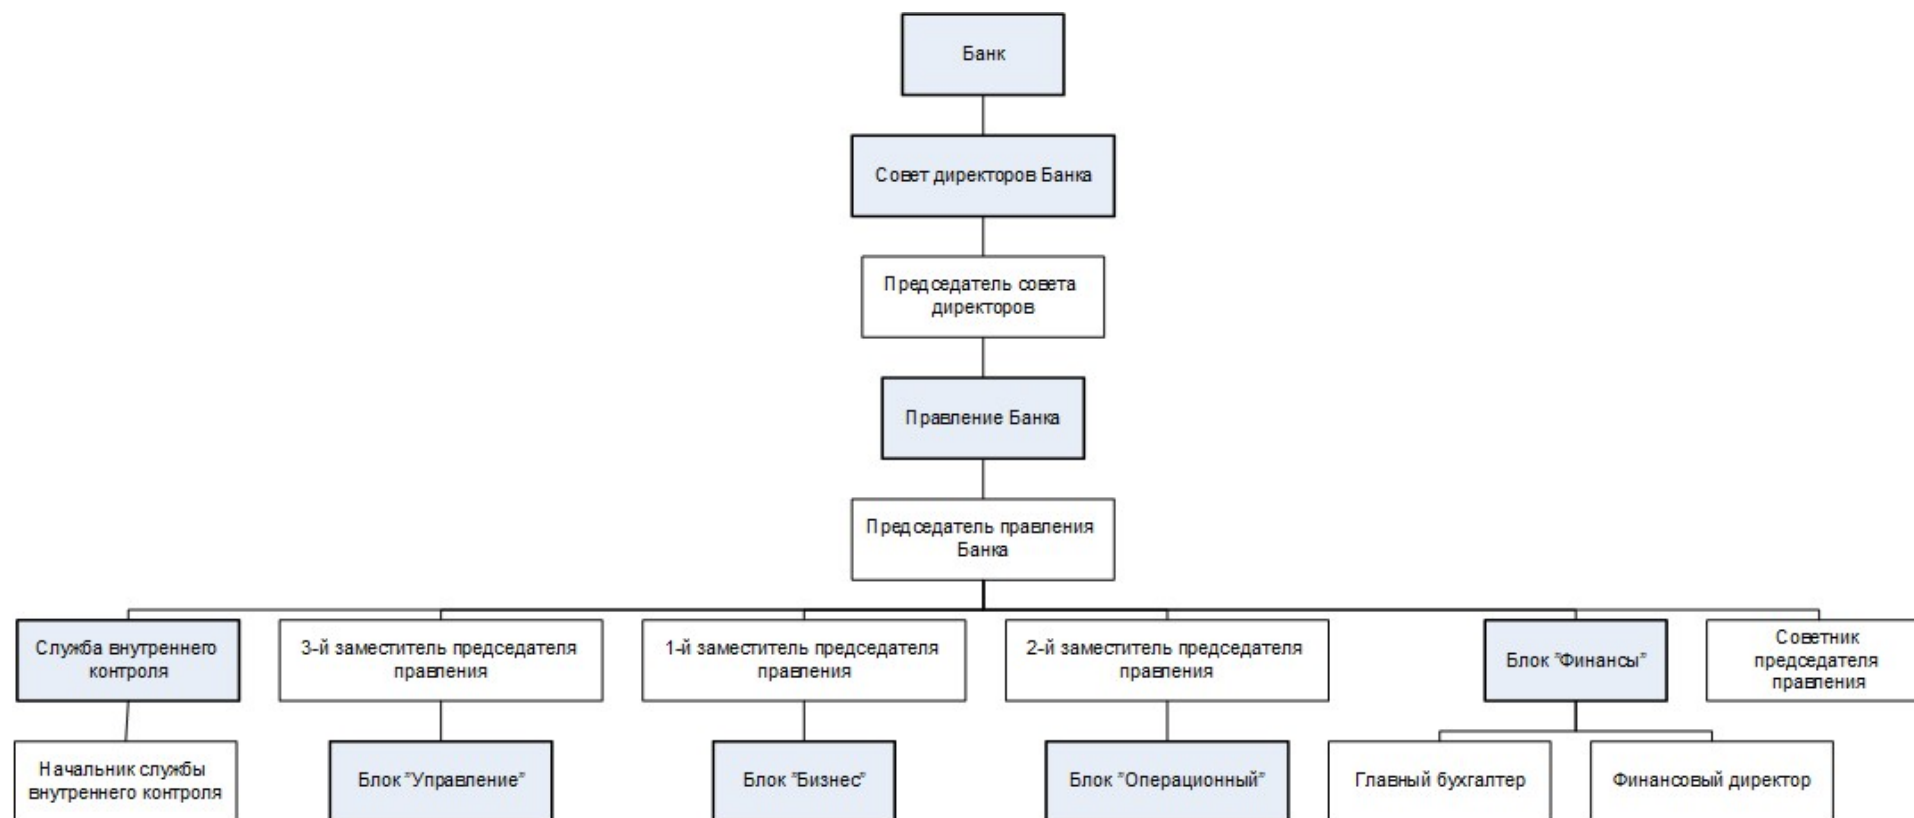 Банк
Совет директоров Банка
Председатель совета
директоров
Правление Банка
Председатель правления
Банка
Служба внутреннего
контроля
3-й заместитель председателя
правления
1-й заместитель председателя
правления
2-й заместитель председателя
правления
Блок "Финансы"
Советник
председателя
правления
Начальник службы
внутреннего контроля
Блок "Управление"
Блок "Бизнес"
Блок "Операционный"
Главный бухгалтер
Финансовый директор